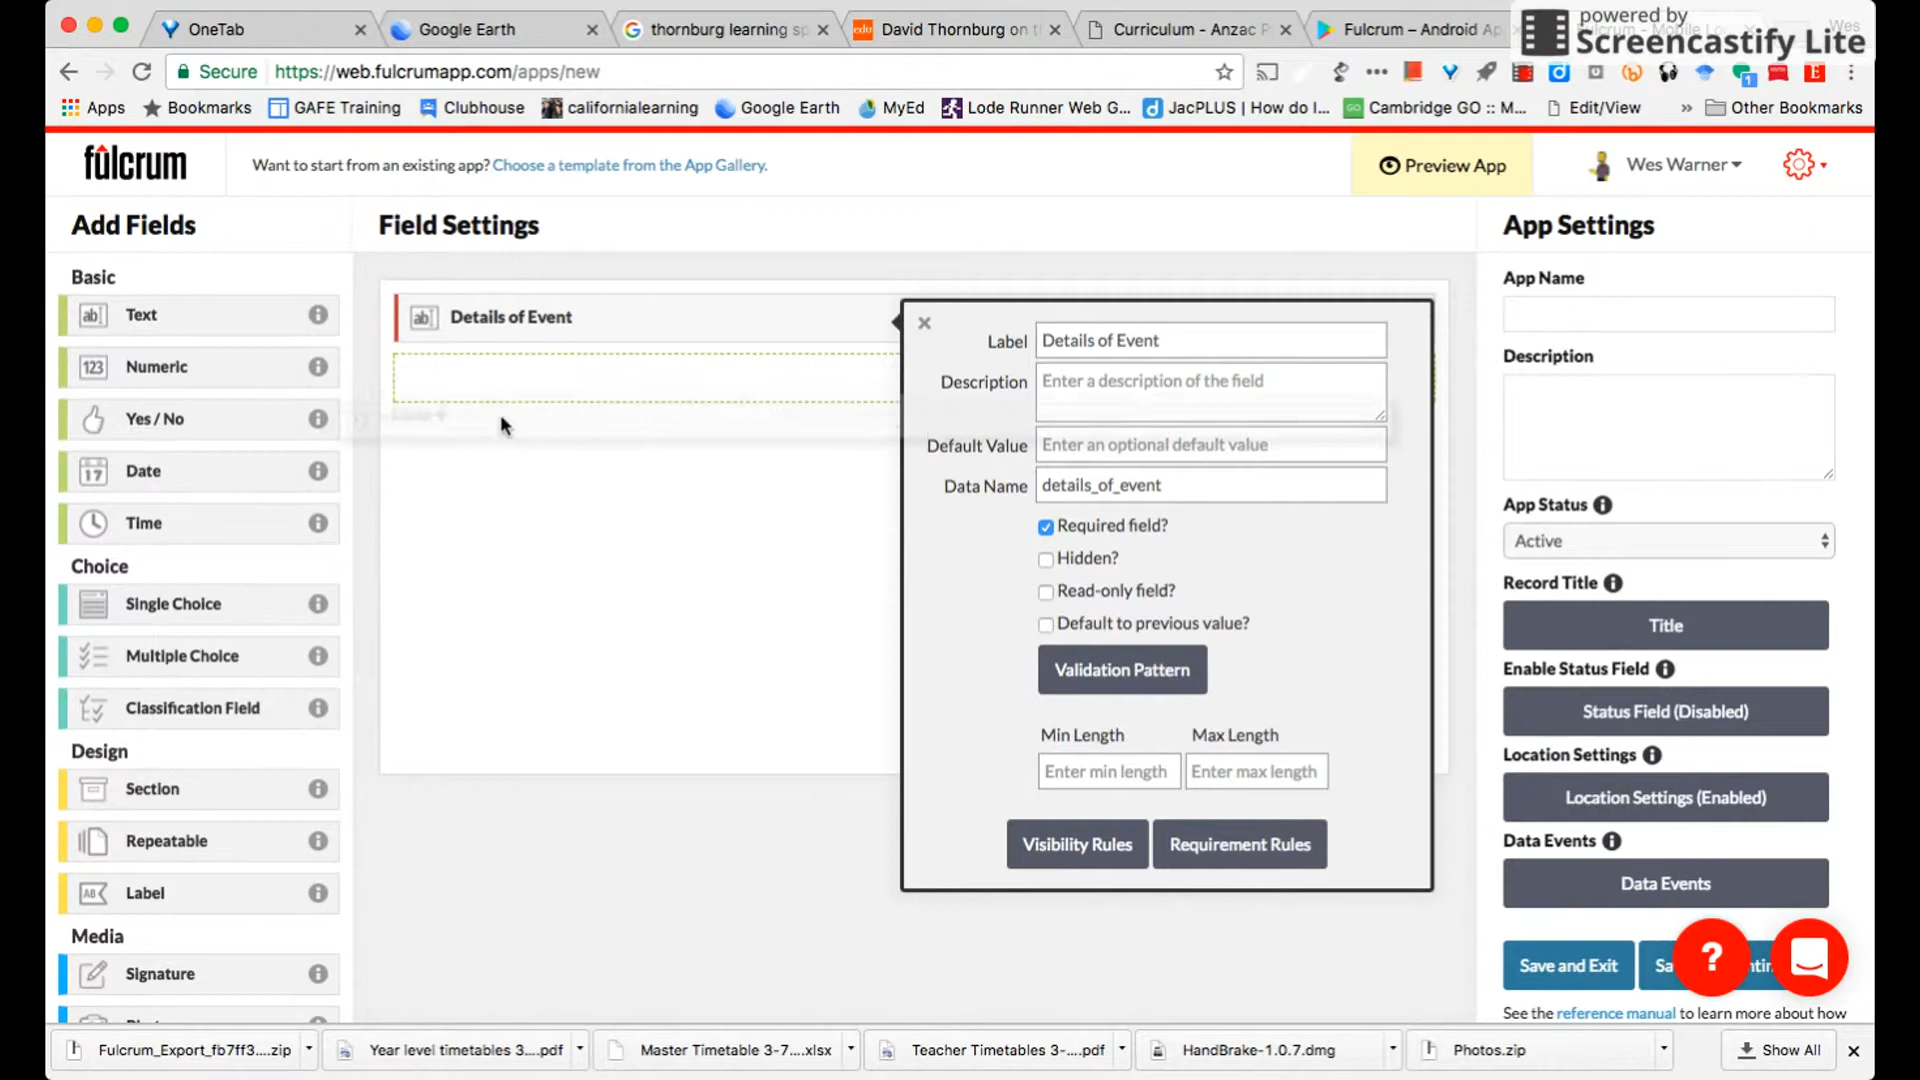 powered by
Screencastify Lite
OneTab
Google Earth
thornburg learning sp
edu
David Thornburg on t
Curriculum - Anzac P
Fulcrum – Android Ap
Wes
Secure
https://web.fulcrumapp.com/apps/new
1
Apps
Bookmarks
GAFE Training
Clubhouse
californialearning
Google Earth
MyEd
Lode Runner Web G...
JacPLUS | How do I...
GO
Cambridge GO :: M...
Edit/View
»
Other Bookmarks
fulcrum
Want to start from an existing app? Choose a template from the App Gallery.
Preview App
Wes Warner
Add Fields
Field Settings
App Settings
Basic
Text
Numeric
Yes / No
Date
Time
Choice
Single Choice
Multiple Choice
Classification Field
Design
Section
Repeatable
Label
Media
Signature
Details of Event
Label
Details of Event
Description
Enter a description of the field
Default Value
Enter an optional default value
Data Name
details_of_event
Required field?
Hidden?
Read-only field?
Default to previous value?
Validation Pattern
Min Length
Max Length
Enter min length
Enter max length
Visibility Rules
Requirement Rules
App Name
Description
App Status
Active
Record Title
Title
Enable Status Field
Status Field (Disabled)
Location Settings
Location Settings (Enabled)
Data Events
Data Events
Save and Exit
?
See the reference manual to learn more about how
Fulcrum_Export_fb7ff3....zip
Year level timetables 3....pdf
Master Timetable 3-7....xlsx
Teacher Timetables 3-....pdf
HandBrake-1.0.7.dmg
Photos.zip
Show All